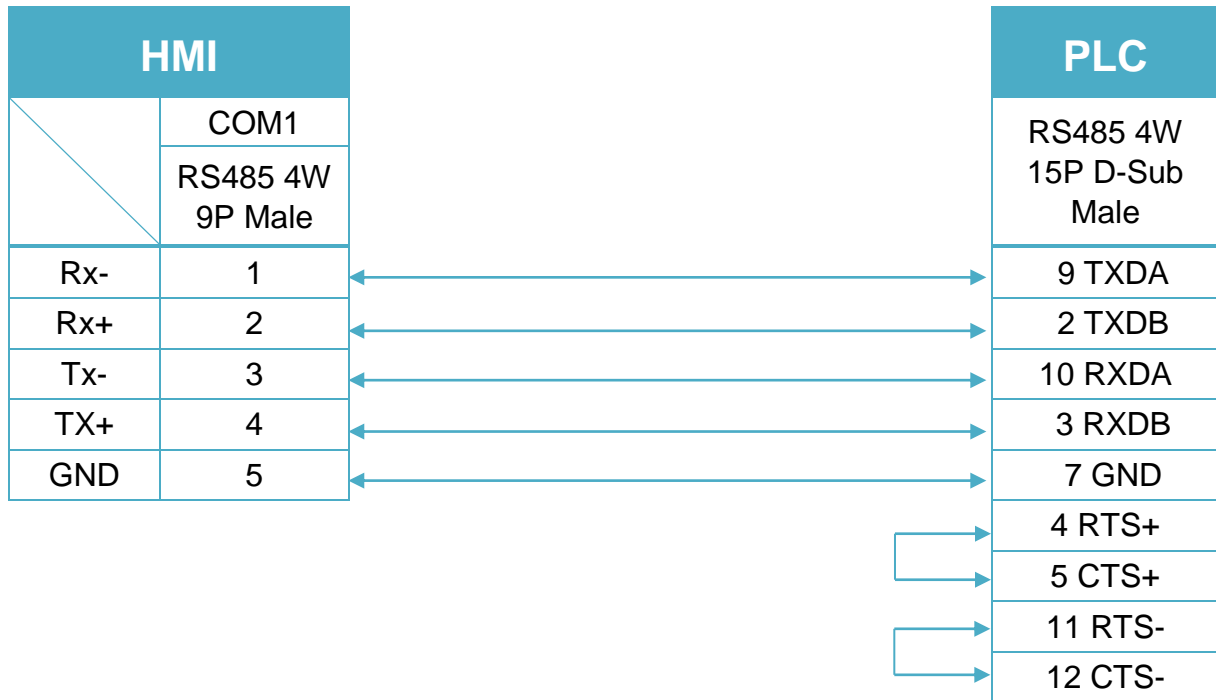 HMI
PLC
COM1
RS485 4W
9P Male
RS485 4W
15P D-Sub
Male
Rx- 1 9 TXDA
Rx+ 2 2 TXDB
Tx- 3 10 RXDA
TX+ 4 3 RXDB
GND 5 7 GND
4 RTS+
5 CTS+
11 RTS-
12 CTS-